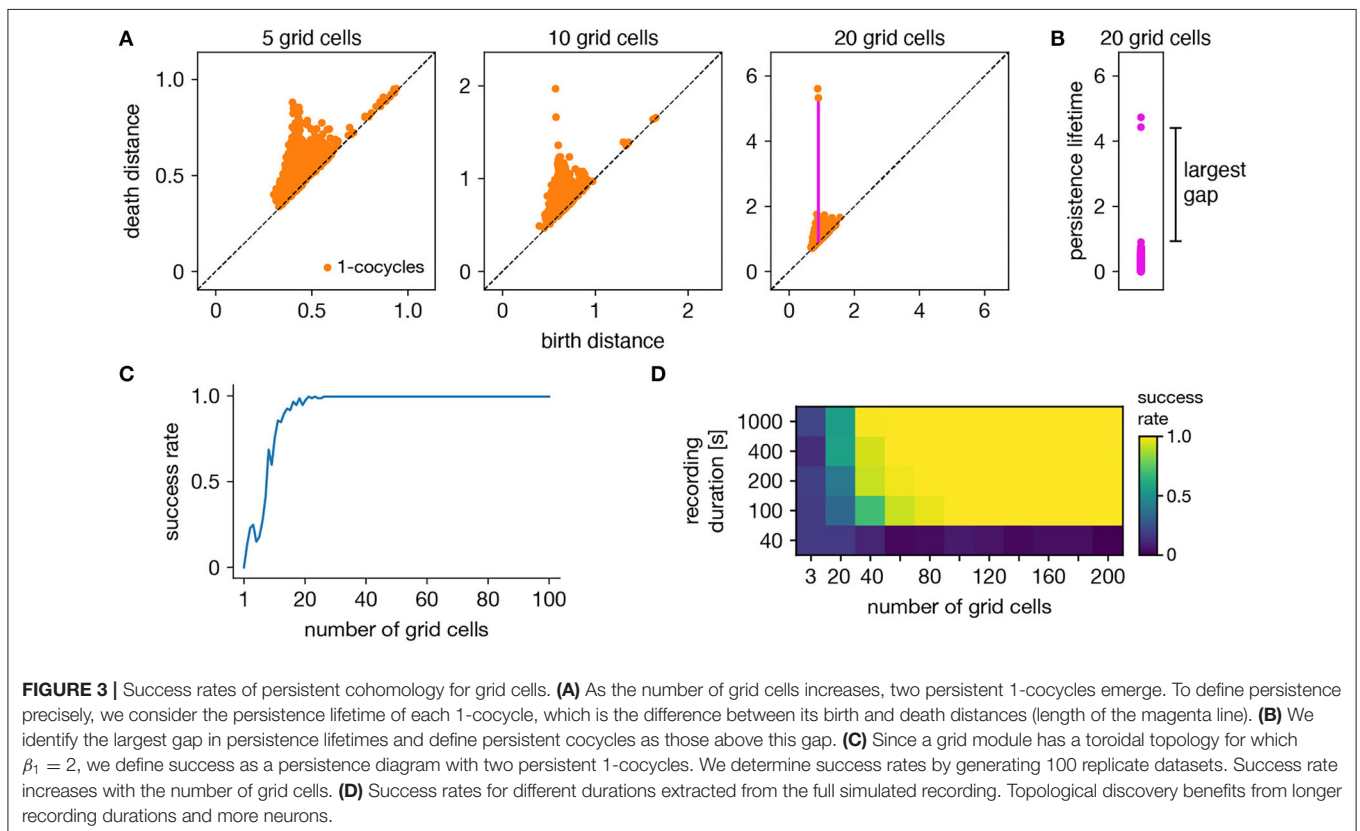 A
B
5 grid cells
10 grid cells
20 grid cells
20 grid cells
death distance
1.0
0.5
0
2
1
0
6
4
2
0
6
4
2
0
persistence lifetime
largest
gap
1-cocycles
0
0.5
1.0
0
1
2
0
2
4
6
birth distance
C
D
success rate
1.0
0.5
0
1
20
40
60
80
100
number of grid cells
recording
duration [s]
1000
400
200
100
40
3
20
40
80
120
160
200
number of grid cells
success
rate
1.0
0.5
0
FIGURE 3 | Success rates of persistent cohomology for grid cells. (A) As the number of grid cells increases, two persistent 1-cocycles emerge. To define persistence
precisely, we consider the persistence lifetime of each 1-cocycle, which is the difference between its birth and death distances (length of the magenta line). (B) We
identify the largest gap in persistence lifetimes and define persistent cocycles as those above this gap. (C) Since a grid module has a toroidal topology for which
β1 = 2, we define success as a persistence diagram with two persistent 1-cocycles. We determine success rates by generating 100 replicate datasets. Success rate
increases with the number of grid cells. (D) Success rates for different durations extracted from the full simulated recording. Topological discovery benefits from longer
recording durations and more neurons.